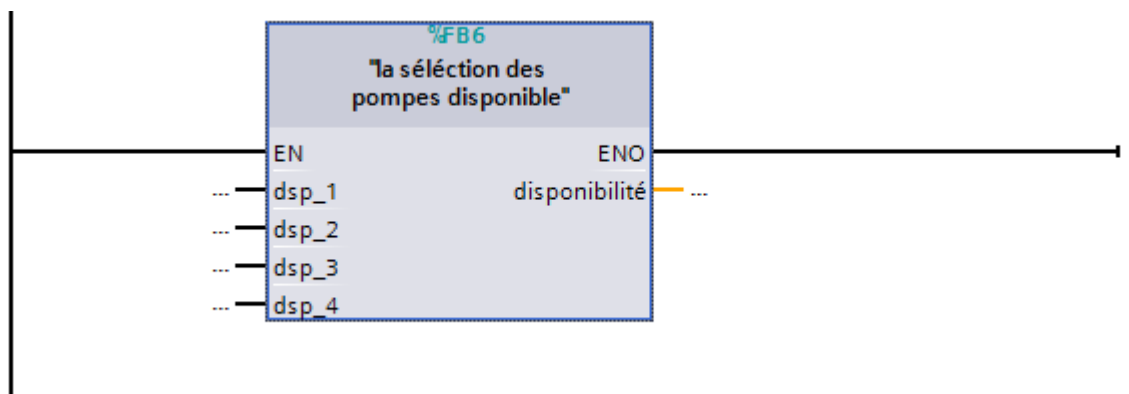 %FB6
"la séléction des
pompes disponible"
EN ENO
... dsp_1 disponibilité ...
... dsp_2
... dsp_3
... dsp_4